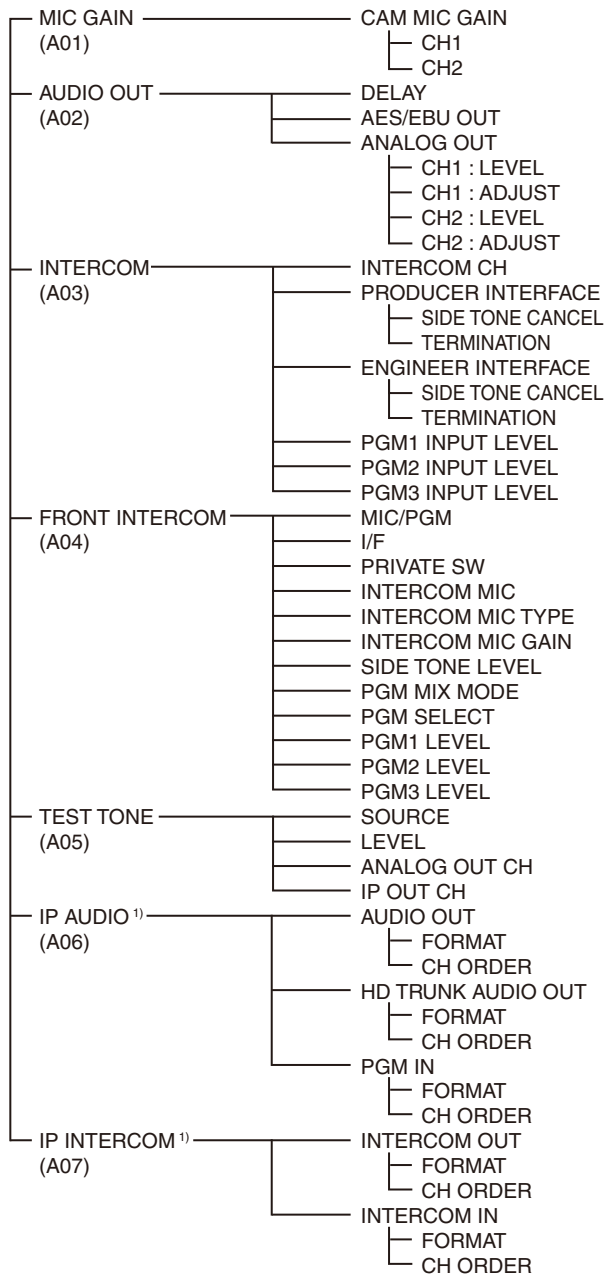 MIC GAIN CAM MIC GAIN
(A01) CH1
CH2
AUDIO OUT DELAY
(A02) AES/EBU OUT
ANALOG OUT
CH1 : LEVEL
CH1 : ADJUST
CH2 : LEVEL
CH2 : ADJUST
INTERCOM INTERCOM CH
(A03) PRODUCER INTERFACE
SIDE TONE CANCEL
TERMINATION
ENGINEER INTERFACE
SIDE TONE CANCEL
TERMINATION
PGM1 INPUT LEVEL
PGM2 INPUT LEVEL
PGM3 INPUT LEVEL
FRONT INTERCOM MIC/PGM
(A04) I/F
PRIVATE SW
INTERCOM MIC
INTERCOM MIC TYPE
INTERCOM MIC GAIN
SIDE TONE LEVEL
PGM MIX MODE
PGM SELECT
PGM1 LEVEL
PGM2 LEVEL
PGM3 LEVEL
TEST TONE SOURCE
(A05) LEVEL
ANALOG OUT CH
IP OUT CH
IP AUDIO 1) AUDIO OUT
(A06) FORMAT
CH ORDER
HD TRUNK AUDIO OUT
FORMAT
CH ORDER
PGM IN
FORMAT
CH ORDER
IP INTERCOM 1) INTERCOM OUT
(A07) FORMAT
CH ORDER
INTERCOM IN
FORMAT
CH ORDER